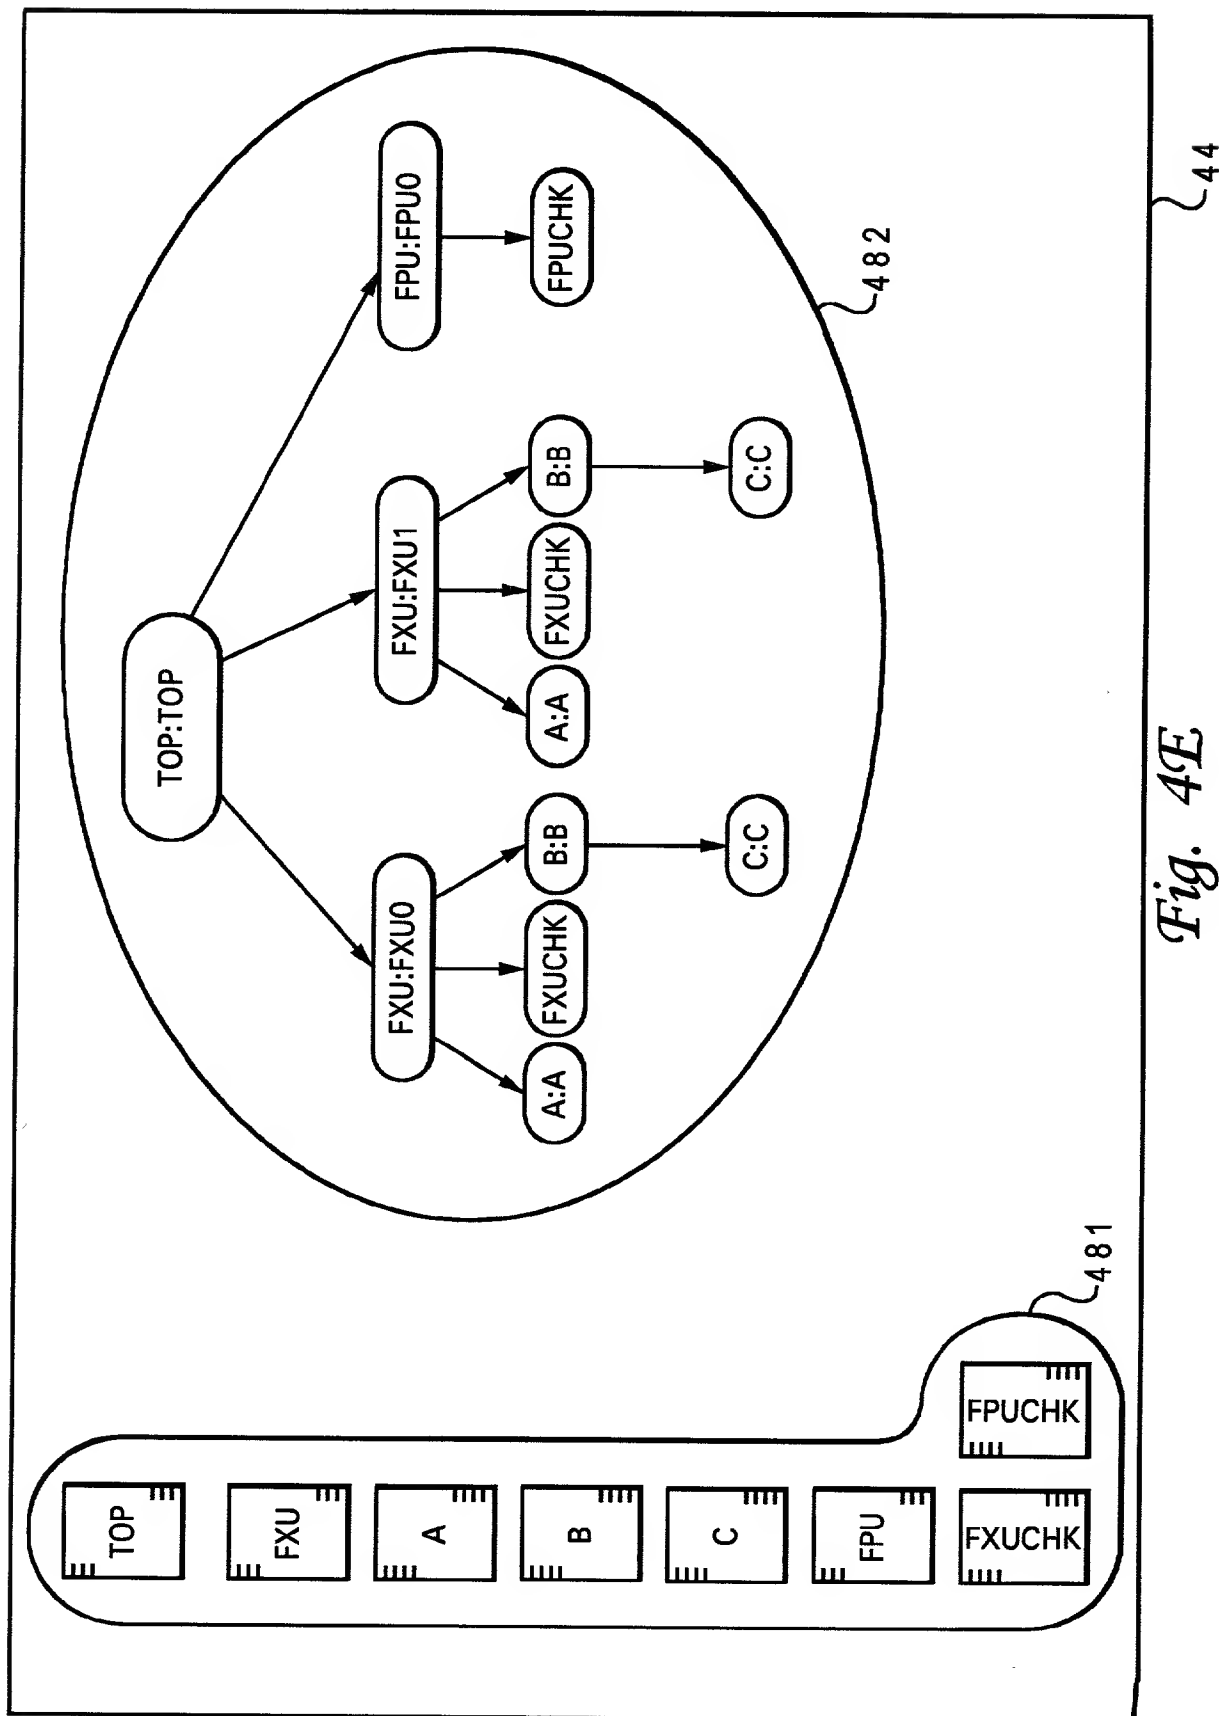 TOP
FXU
A
B
C
FPU
FXUCHK
FPUCHK
481
TOP:TOP
FXU:FXU0
FXU:FXU1
FPU:FPU0
A:A
FXUCHK
B:B
A:A
FXUCHK
B:B
FPUCHK
C:C
C:C
482
44
Fig. 4E